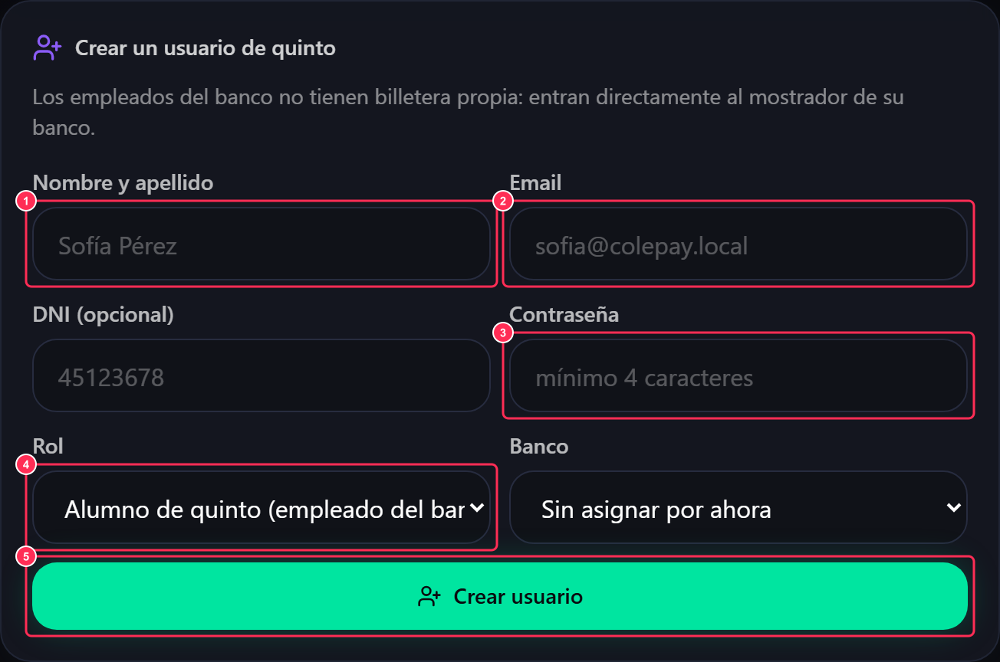 Crear un usuario de quinto
Los empleados del banco no tienen billetera propia: entran directamente al mostrador de su
banco.
Nombre y apellido
Email
1
2
Sofía Pérez
sofia@colepay.local
DNI (opcional)
Contraseña
3
45123678
mínimo 4 caracteres
Rol
Banco
4
Alumno de quinto (empleado del bar
Sin asignar por ahora
5
Crear usuario